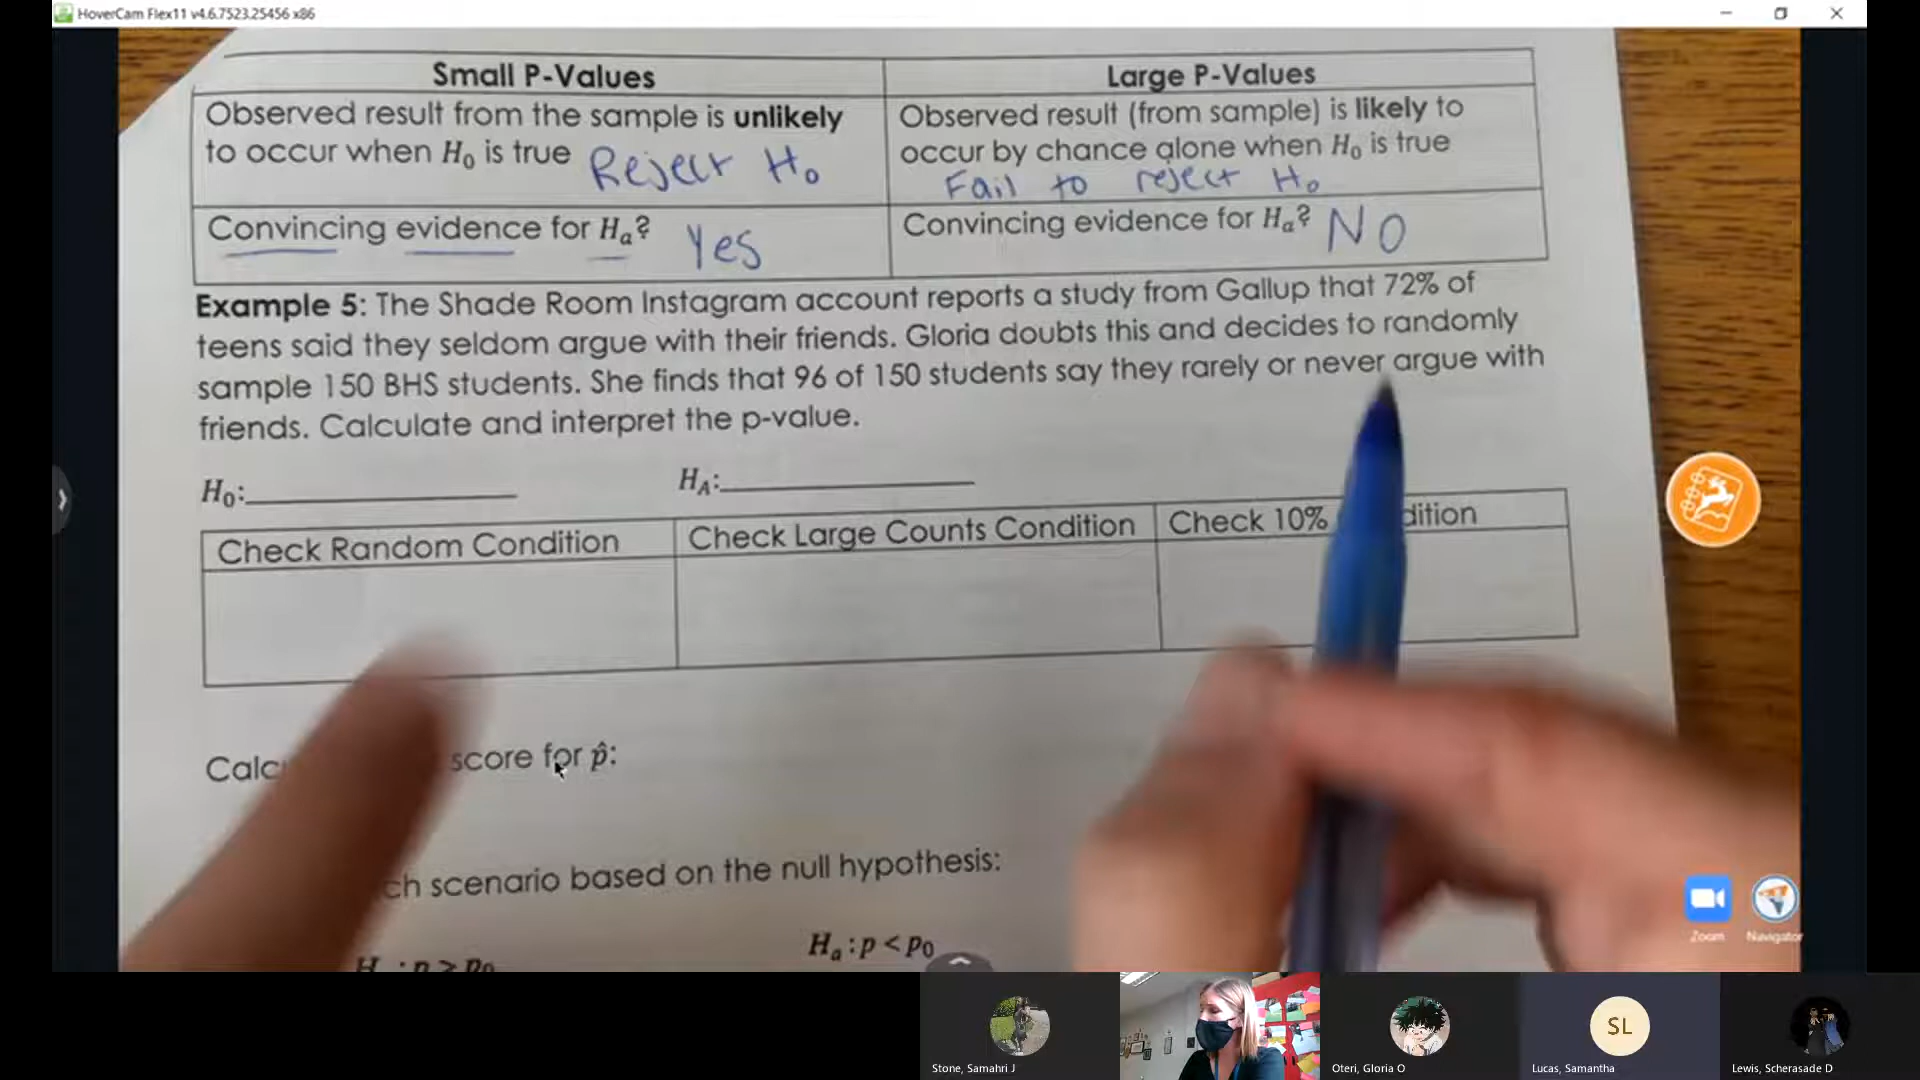 HoverCam Flex11 v4.6.7523.25456 x86
Small P-Values
Large P-Values
Observed result from the sample is unlikely
to occur when H₀ is true Reject H₀
Observed result (from sample) is likely to
occur by chance alone when H₀ is true
Fail to reject H₀
Convincing evidence for Hₐ? Yes
Convincing evidence for Hₐ? NO
Example 5: The Shade Room Instagram account reports a study from Gallup that 72% of
teens said they seldom argue with their friends. Gloria doubts this and decides to randomly
sample 150 BHS students. She finds that 96 of 150 students say they rarely or never argue with
friends. Calculate and interpret the p-value.
H₀:
H_A:
Check Random Condition
Check Large Counts Condition
Check 10%
score for p̂:
scenario based on the null hypothesis:
Hₐ: p < p₀
Zoom
Navigator
Stone, Samahri J
Oteri, Gloria O
SL
Lucas, Samantha
Lewis, Scherasade D